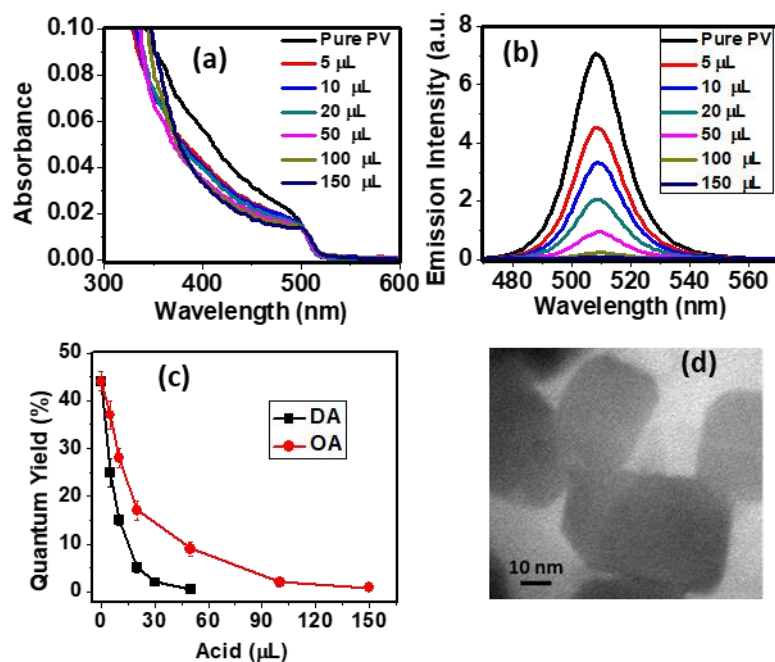 (a)
Pure PV
5 µL
10 µL
20 µL
50 µL
100 µL
150 µL
0.10
0.08
0.06
0.04
0.02
0.00
Absorbance
300 400 500 600
Wavelength (nm)
(b)
Pure PV
5 µL
10 µL
20 µL
50 µL
100 µL
150 µL
8
6
4
2
0
Emission Intensity (a.u.)
480 500 520 540 560
Wavelength (nm)
(c)
DA
OA
50
40
30
20
10
0
Quantum Yield (%)
0 30 60 90 120 150
Acid (µL)
(d)
10 nm